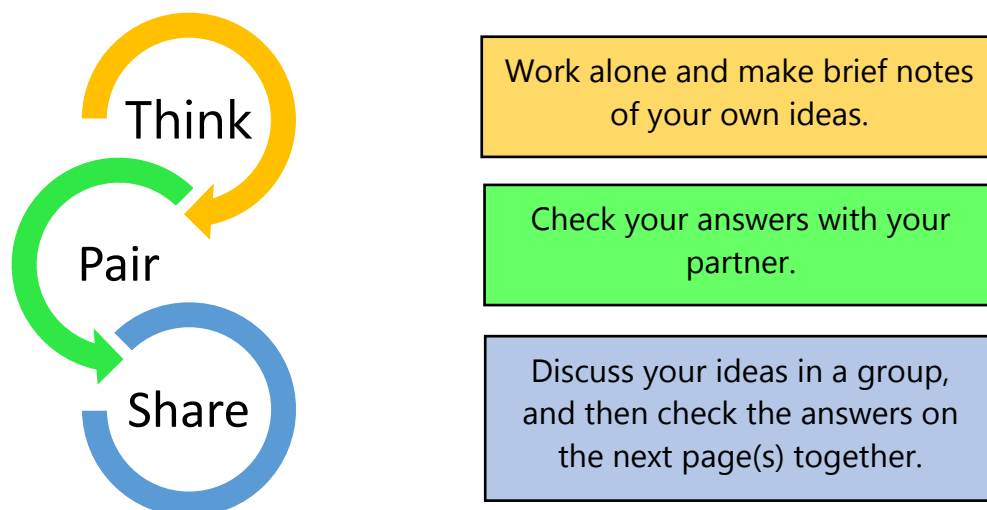 Think
Work alone and make brief notes
of your own ideas.
Pair
Check your answers with your
partner.
Share
Discuss your ideas in a group,
and then check the answers on
the next page(s) together.